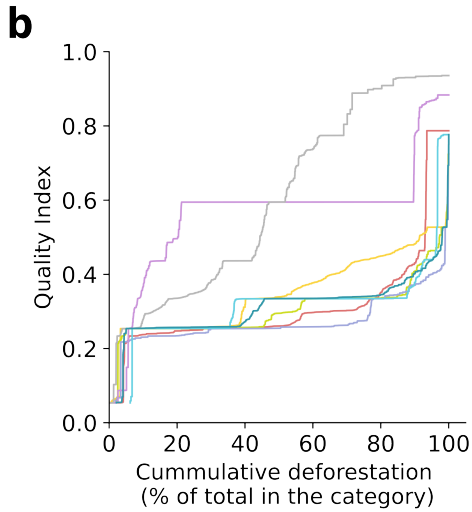 b
1.0
0.8
0.6
0.4
0.2
0.0
Quality Index
0 20 40 60 80 100
Cummulative deforestation
(% of total in the category)